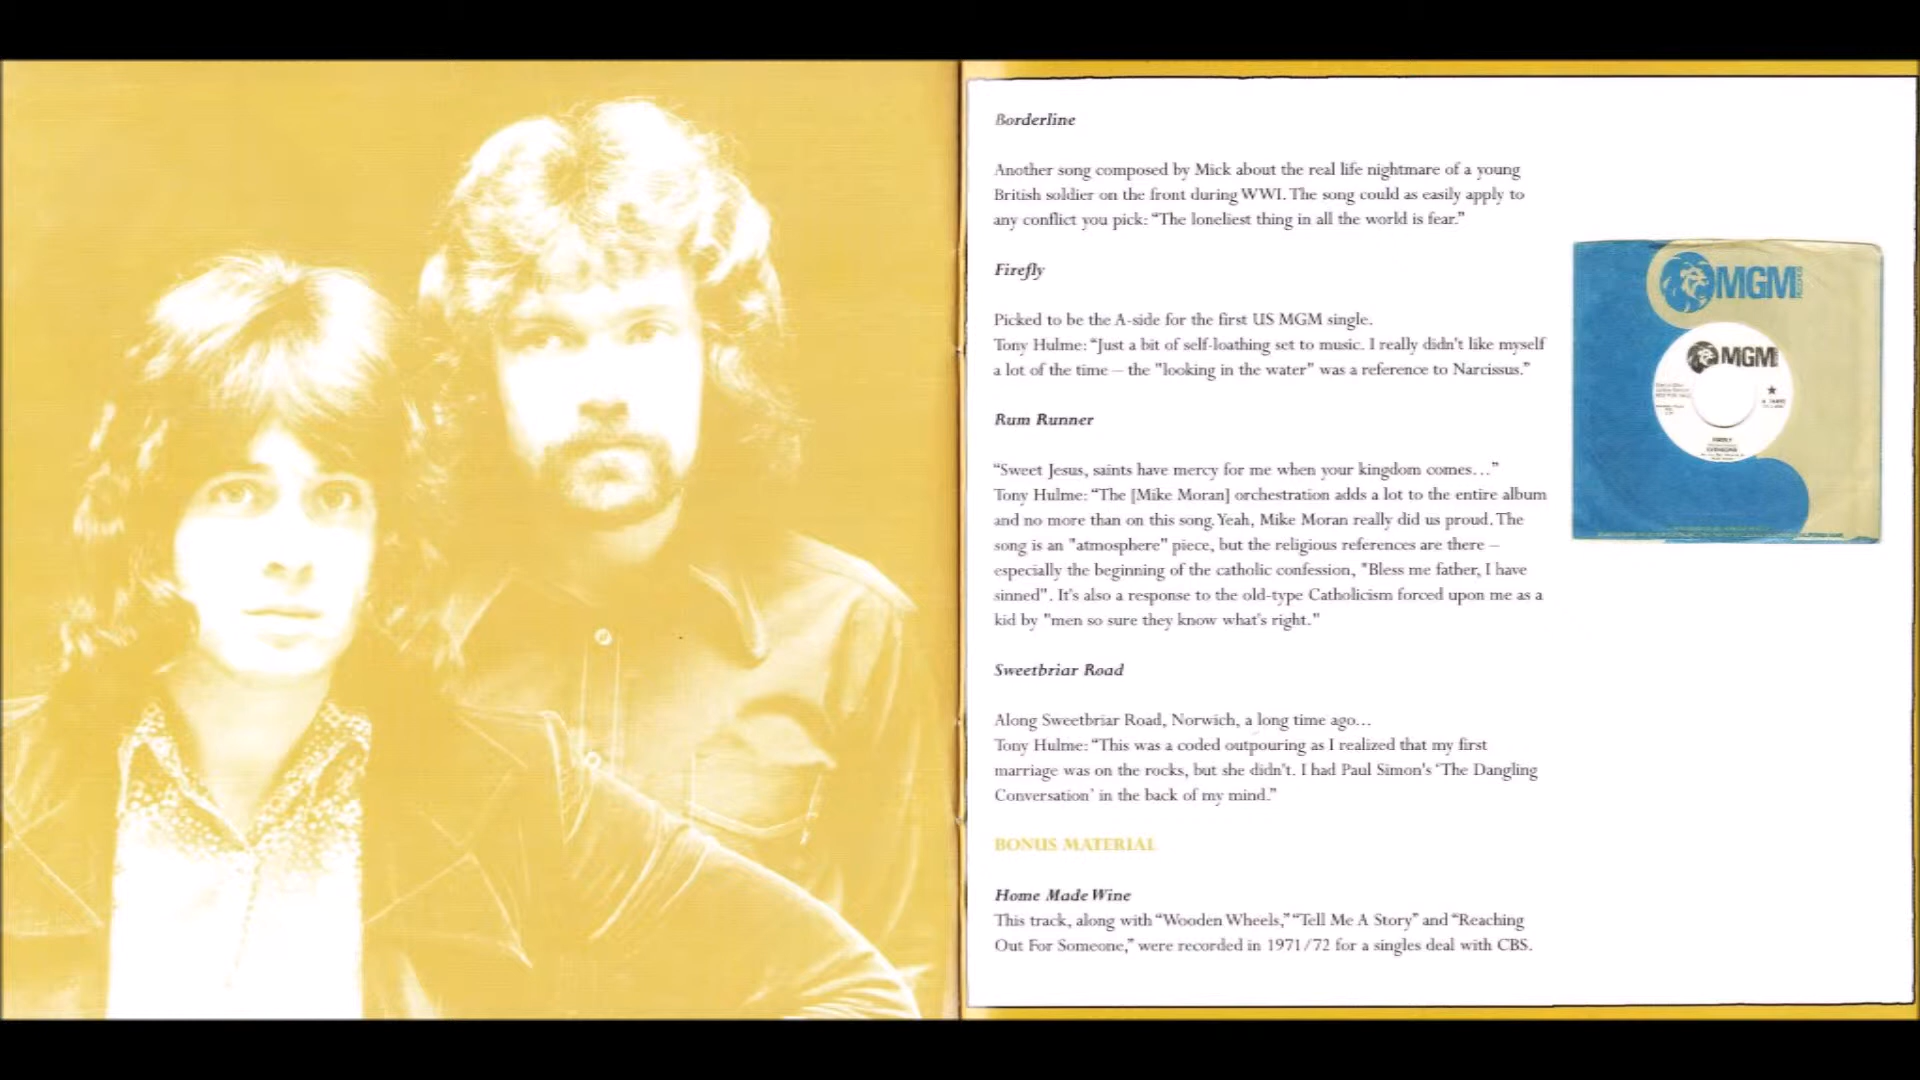 Borderline
Another song composed by Mick about the real life nightmare of a young
British soldier on the front during WWI. The song could as easily apply to
any conflict you pick: “The loneliest thing in all the world is fear.”
Firefly
Picked to be the A-side for the first US MGM single.
Tony Hulme: “Just a bit of self-loathing set to music. I really didn't like myself
a lot of the time – the "looking in the water" was a reference to Narcissus.”
Rum Runner
“Sweet Jesus, saints have mercy for me when your kingdom comes…”
Tony Hulme: “The [Mike Moran] orchestration adds a lot to the entire album
and no more than on this song. Yeah, Mike Moran really did us proud. The
song is an "atmosphere" piece, but the religious references are there –
especially the beginning of the catholic confession, "Bless me father, I have
sinned". It's also a response to the old-type Catholicism forced upon me as a
kid by "men so sure they know what's right."
Sweetbriar Road
Along Sweetbriar Road, Norwich, a long time ago…
Tony Hulme: “This was a coded outpouring as I realized that my first
marriage was on the rocks, but she didn't. I had Paul Simon's ‘The Dangling
Conversation’ in the back of my mind.”
BONUS MATERIAL
Home Made Wine
This track, along with “Wooden Wheels,” “Tell Me A Story” and “Reaching
Out For Someone,” were recorded in 1971/72 for a singles deal with CBS.
MGM
MGM
FIREFLY